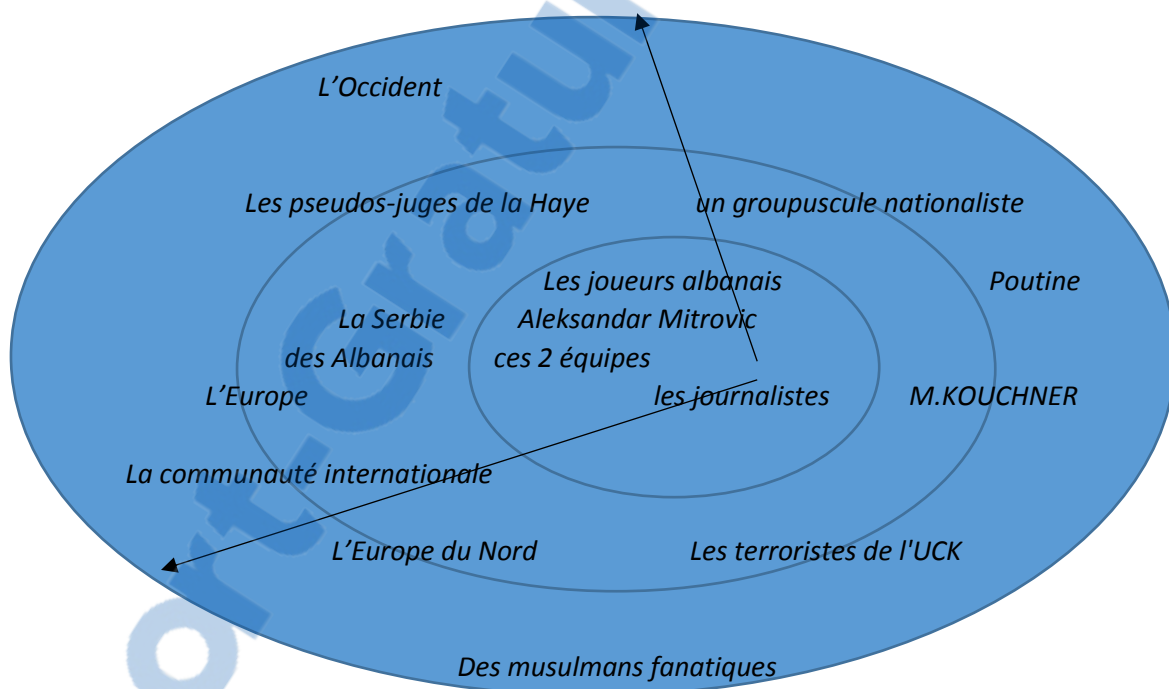 L'Occident
Les pseudos-juges de la Haye
un groupuscule nationaliste
Les joueurs albanais
Poutine
La Serbie
Aleksandar Mitrovic
des Albanais
ces 2 équipes
L'Europe
les journalistes
M.KOUCHNER
La communauté internationale
L'Europe du Nord
Les terroristes de l'UCK
Des musulmans fanatiques
ort-Gratu